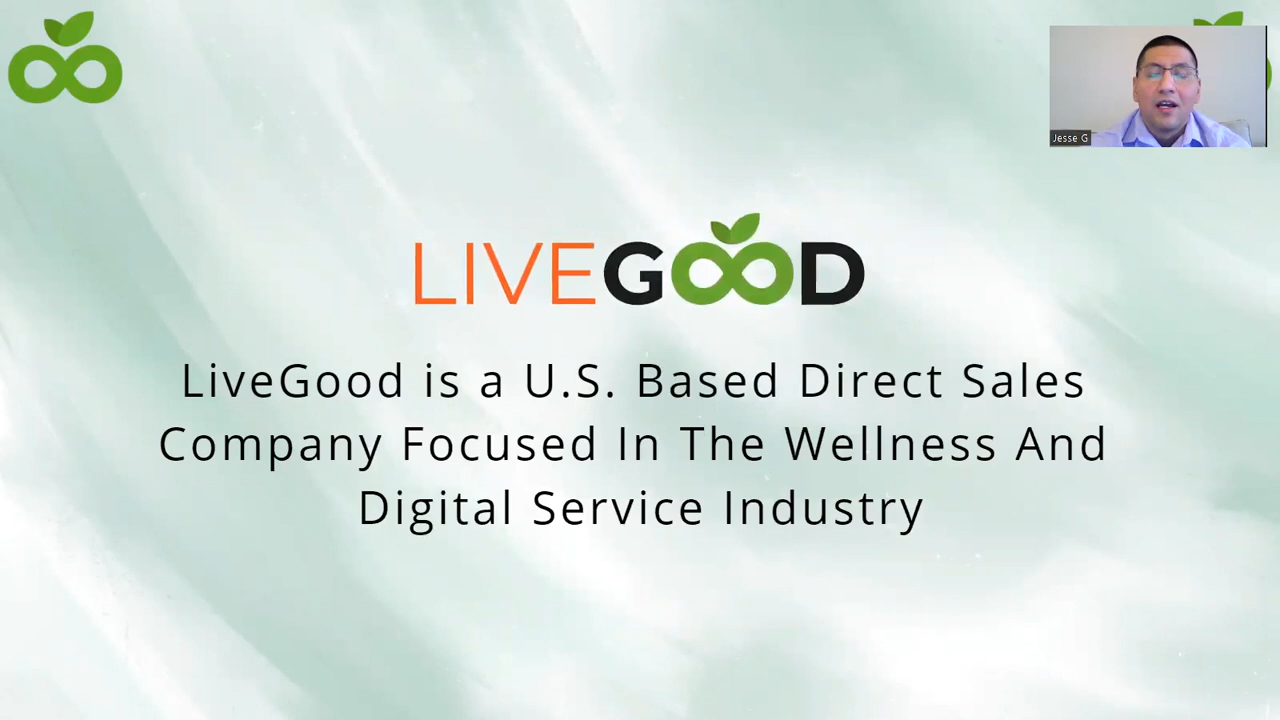 Jesse G
LIVEGOOD
LiveGood is a U.S. Based Direct Sales
Company Focused In The Wellness And
Digital Service Industry